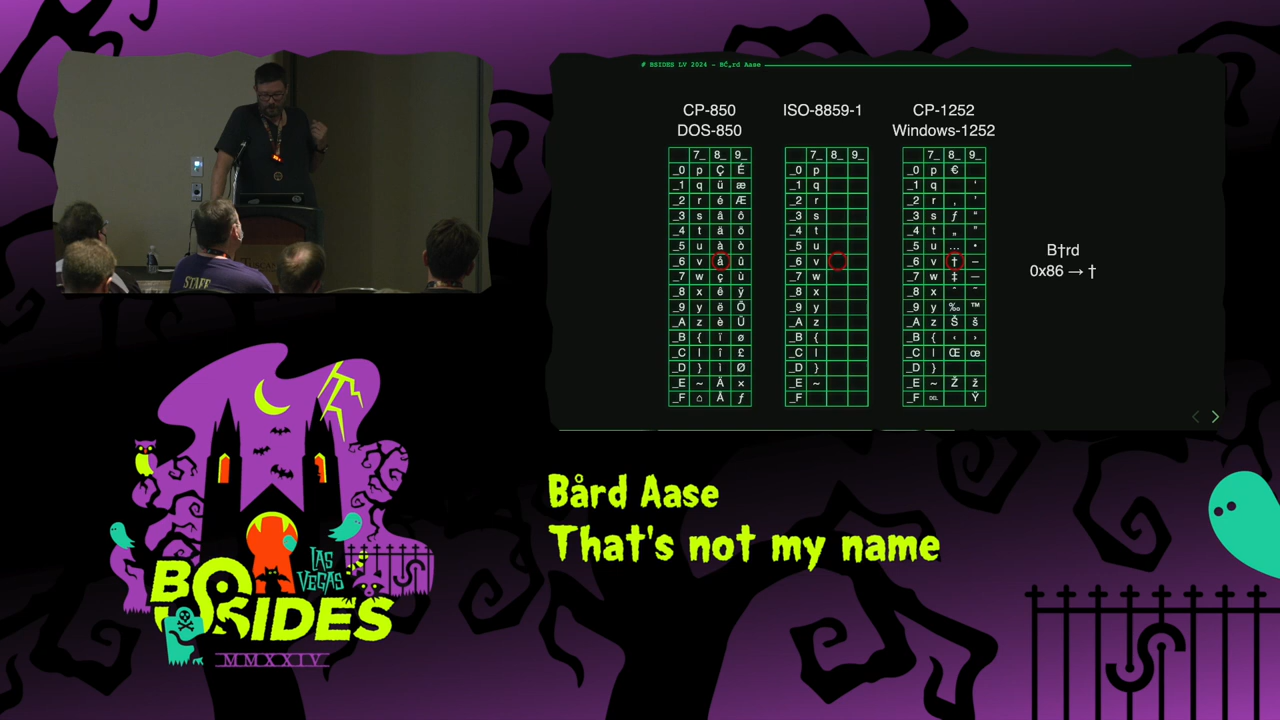 # BSIDES LV 2024 - BČ„rd Aase
CP-850
DOS-850
7_ 8_ 9_
_0 p Ç É
_1 q ü æ
_2 r é Æ
_3 s â ô
_4 t ä ö
_5 u à ò
_6 v å û
_7 w ç ù
_8 x ê ÿ
_9 y ë Ö
_A z è Ü
_B { ï ø
_C | î £
_D } ì Ø
_E ~ Ä ×
_F ⌂ Å ƒ
ISO-8859-1
7_ 8_ 9_
_0 p
_1 q
_2 r
_3 s
_4 t
_5 u
_6 v
_7 w
_8 x
_9 y
_A z
_B {
_C |
_D }
_E ~
_F
CP-1252
Windows-1252
7_ 8_ 9_
_0 p €
_1 q ‘
_2 r ‚ ’
_3 s ƒ “
_4 t „ ”
_5 u … •
_6 v † –
_7 w ‡ —
_8 x ˆ ˜
_9 y ‰ ™
_A z Š š
_B { ‹ ›
_C | Œ œ
_D }
_E ~ Ž ž
_F DEL Ÿ
B†rd
0x86 → †
STAFF
LAS
VEGAS
BSIDES
MMXXIV
Bård Aase
That's not my name